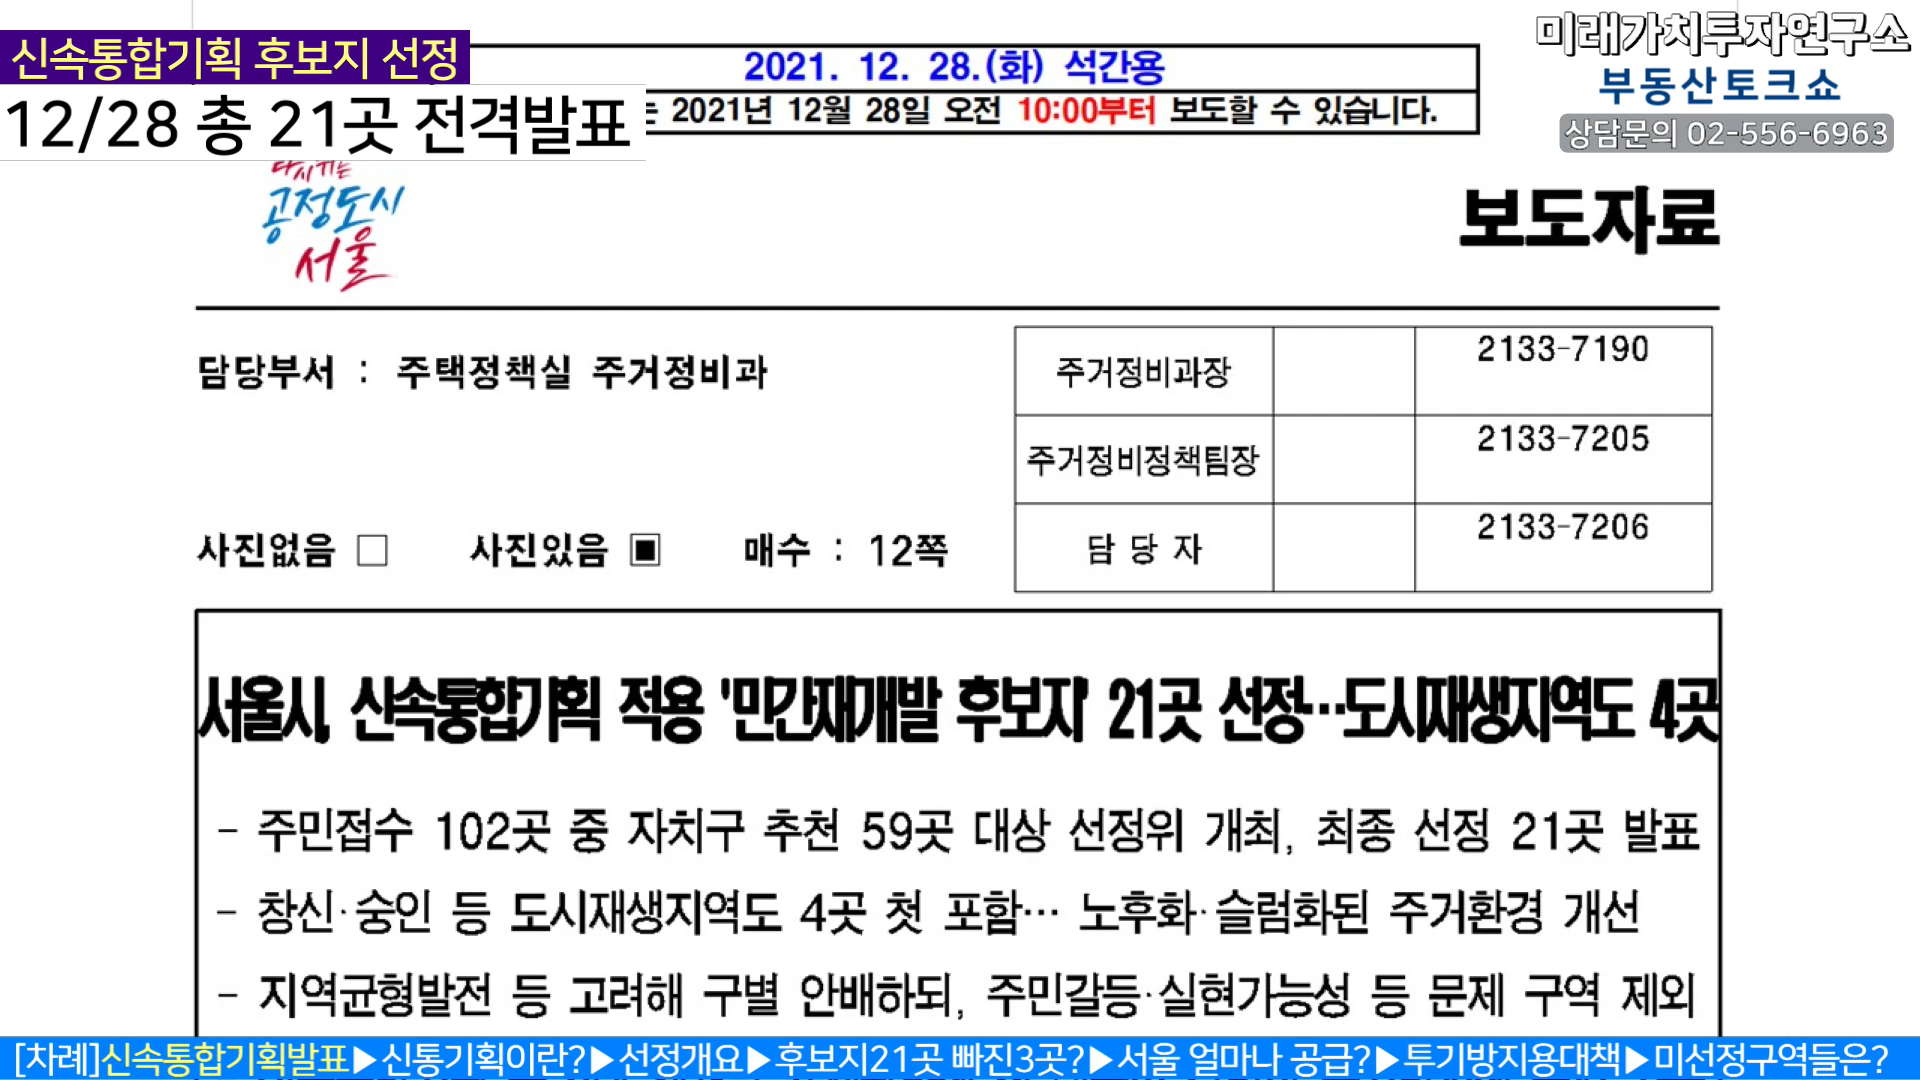 신속통합기획 후보지 선정
12/28 총 21곳 전격발표
2021. 12. 28.(화) 석간용
는 2021년 12월 28일 오전 10:00부터 보도할 수 있습니다.
미래가치투자연구소
부동산토크쇼
상담문의 02-556-6963
다시 뛰는
공정도시
서울
보도자료
담당부서 : 주택정책실 주거정비과
주거정비과장 2133-7190
주거정비정책팀장 2133-7205
담 당 자 2133-7206
사진없음 □ 사진있음 ▣ 매수 : 12쪽
서울시, 신속통합기획 적용 '민간재개발 후보지' 21곳 선정…도시재생지역도 4곳
- 주민접수 102곳 중 자치구 추천 59곳 대상 선정위 개최, 최종 선정 21곳 발표
- 창신·숭인 등 도시재생지역도 4곳 첫 포함… 노후화·슬럼화된 주거환경 개선
- 지역균형발전 등 고려해 구별 안배하되, 주민갈등·실현가능성 등 문제 구역 제외
[차례]신속통합기획발표▶신통기획이란?▶선정개요▶후보지21곳 빠진3곳?▶서울 얼마나 공급?▶투기방지용대책▶미선정구역들은?